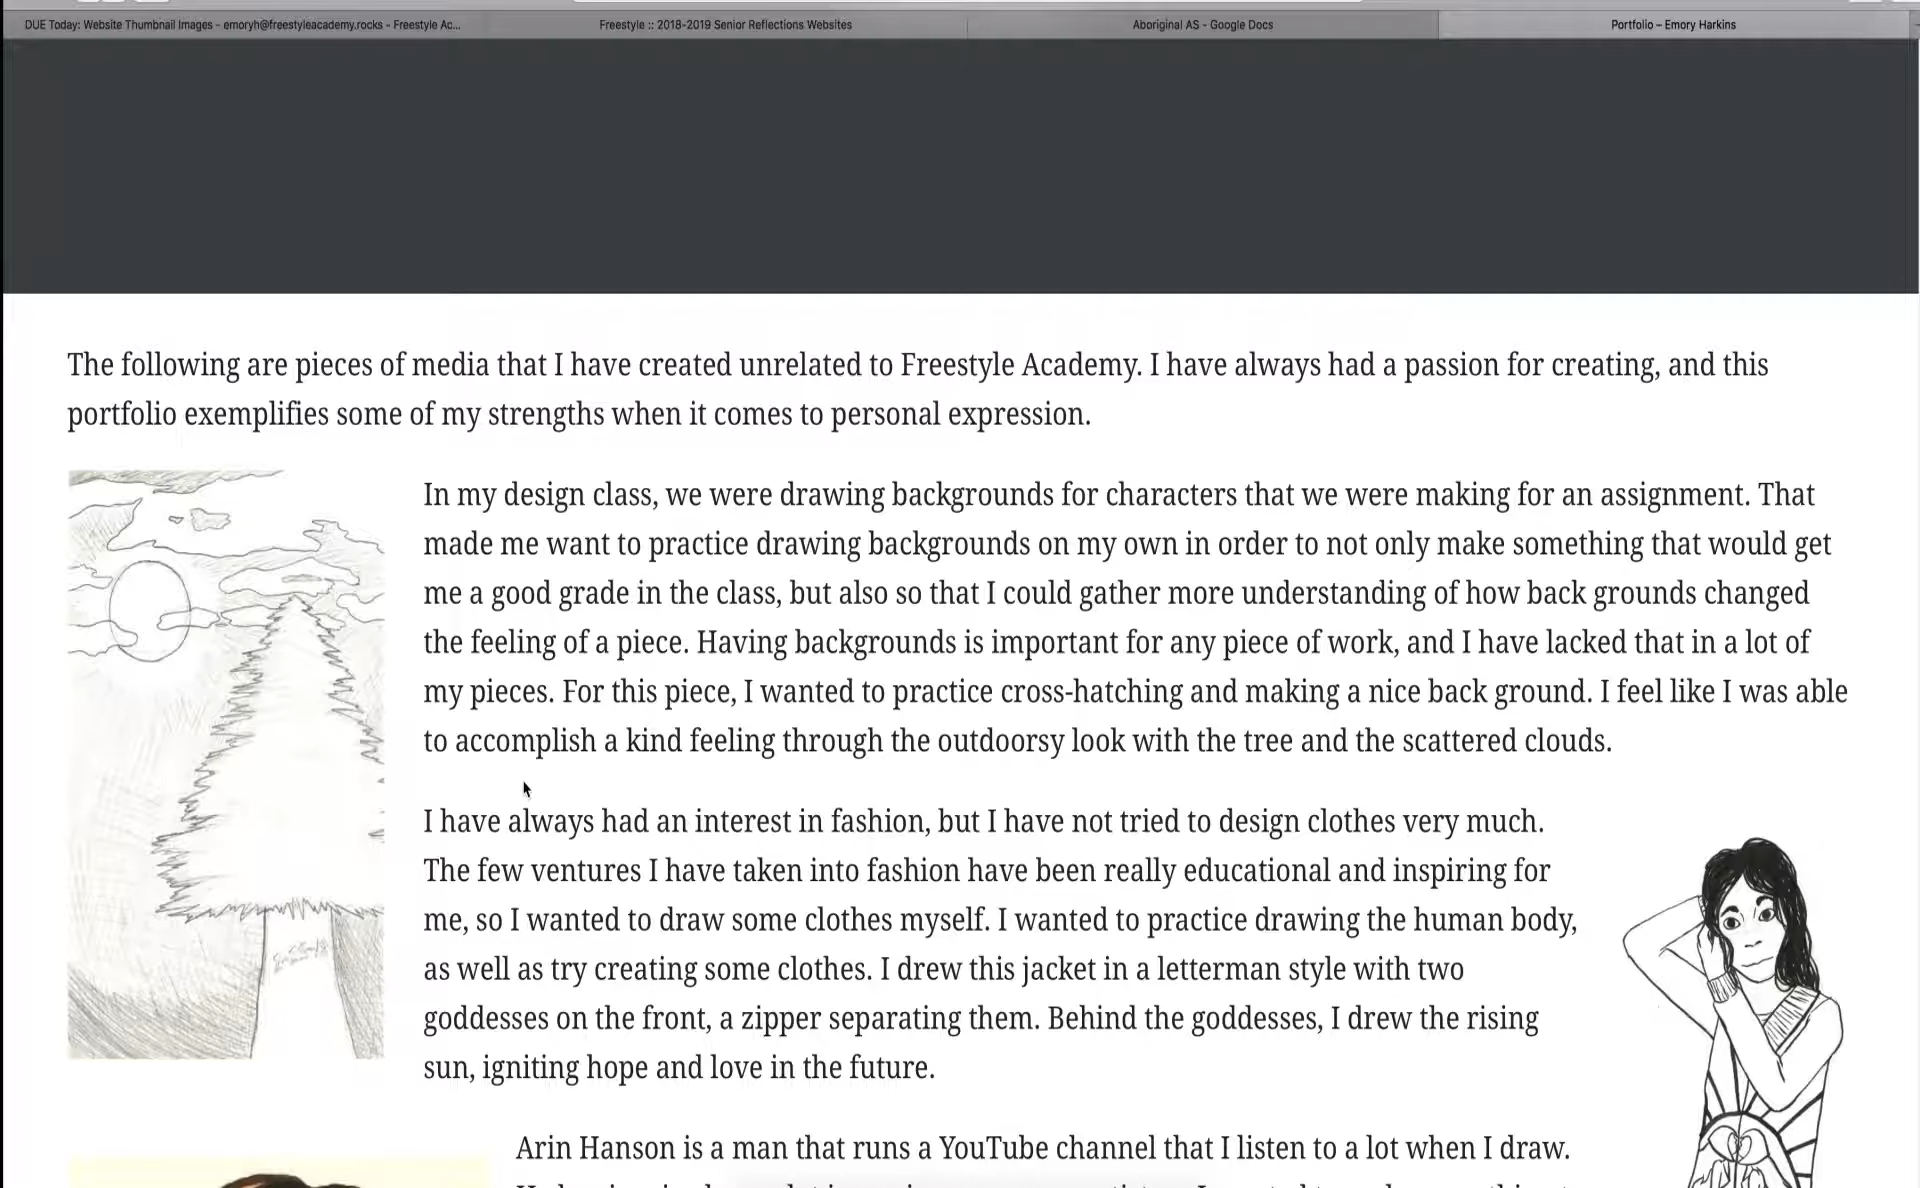 DUE Today: Website Thumbnail Images - emoryh@freestyleacademy.rocks - Freestyle Ac...
Freestyle :: 2018-2019 Senior Reflections Websites
Aboriginal AS - Google Docs
Portfolio – Emory Harkins
The following are pieces of media that I have created unrelated to Freestyle Academy. I have always had a passion for creating, and this
portfolio exemplifies some of my strengths when it comes to personal expression.
In my design class, we were drawing backgrounds for characters that we were making for an assignment. That
made me want to practice drawing backgrounds on my own in order to not only make something that would get
me a good grade in the class, but also so that I could gather more understanding of how back grounds changed
the feeling of a piece. Having backgrounds is important for any piece of work, and I have lacked that in a lot of
my pieces. For this piece, I wanted to practice cross-hatching and making a nice back ground. I feel like I was able
to accomplish a kind feeling through the outdoorsy look with the tree and the scattered clouds.
I have always had an interest in fashion, but I have not tried to design clothes very much.
The few ventures I have taken into fashion have been really educational and inspiring for
me, so I wanted to draw some clothes myself. I wanted to practice drawing the human body,
as well as try creating some clothes. I drew this jacket in a letterman style with two
goddesses on the front, a zipper separating them. Behind the goddesses, I drew the rising
sun, igniting hope and love in the future.
Arin Hanson is a man that runs a YouTube channel that I listen to a lot when I draw.